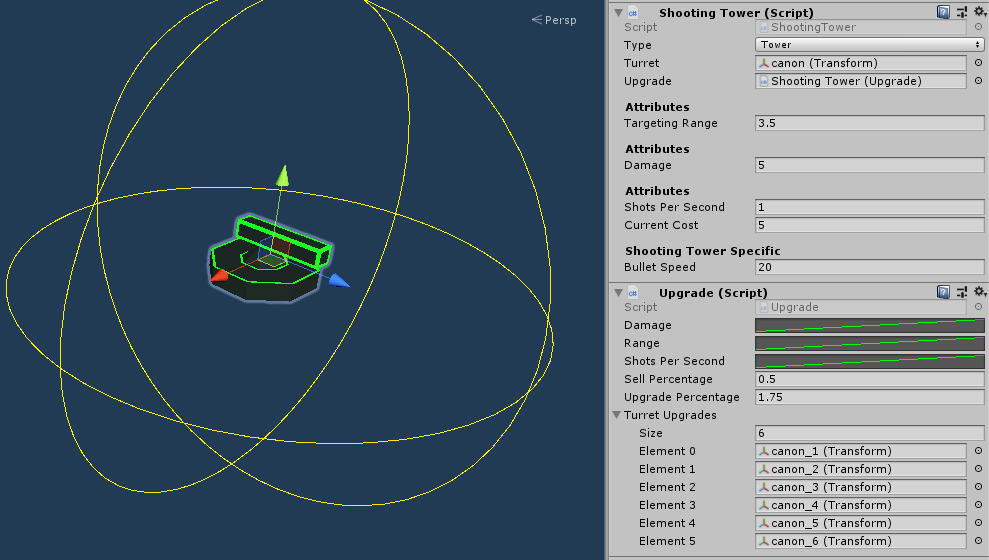 Persp
Shooting Tower (Script)
Script ShootingTower
Type Tower
Turret canon (Transform)
Upgrade Shooting Tower (Upgrade)
Attributes
Targeting Range 3.5
Attributes
Damage 5
Attributes
Shots Per Second 1
Current Cost 5
Shooting Tower Specific
Bullet Speed 20
Upgrade (Script)
Script Upgrade
Damage
Range
Shots Per Second
Sell Percentage 0.5
Upgrade Percentage 1.75
Turret Upgrades
Size 6
Element 0 canon_1 (Transform)
Element 1 canon_2 (Transform)
Element 2 canon_3 (Transform)
Element 3 canon_4 (Transform)
Element 4 canon_5 (Transform)
Element 5 canon_6 (Transform)